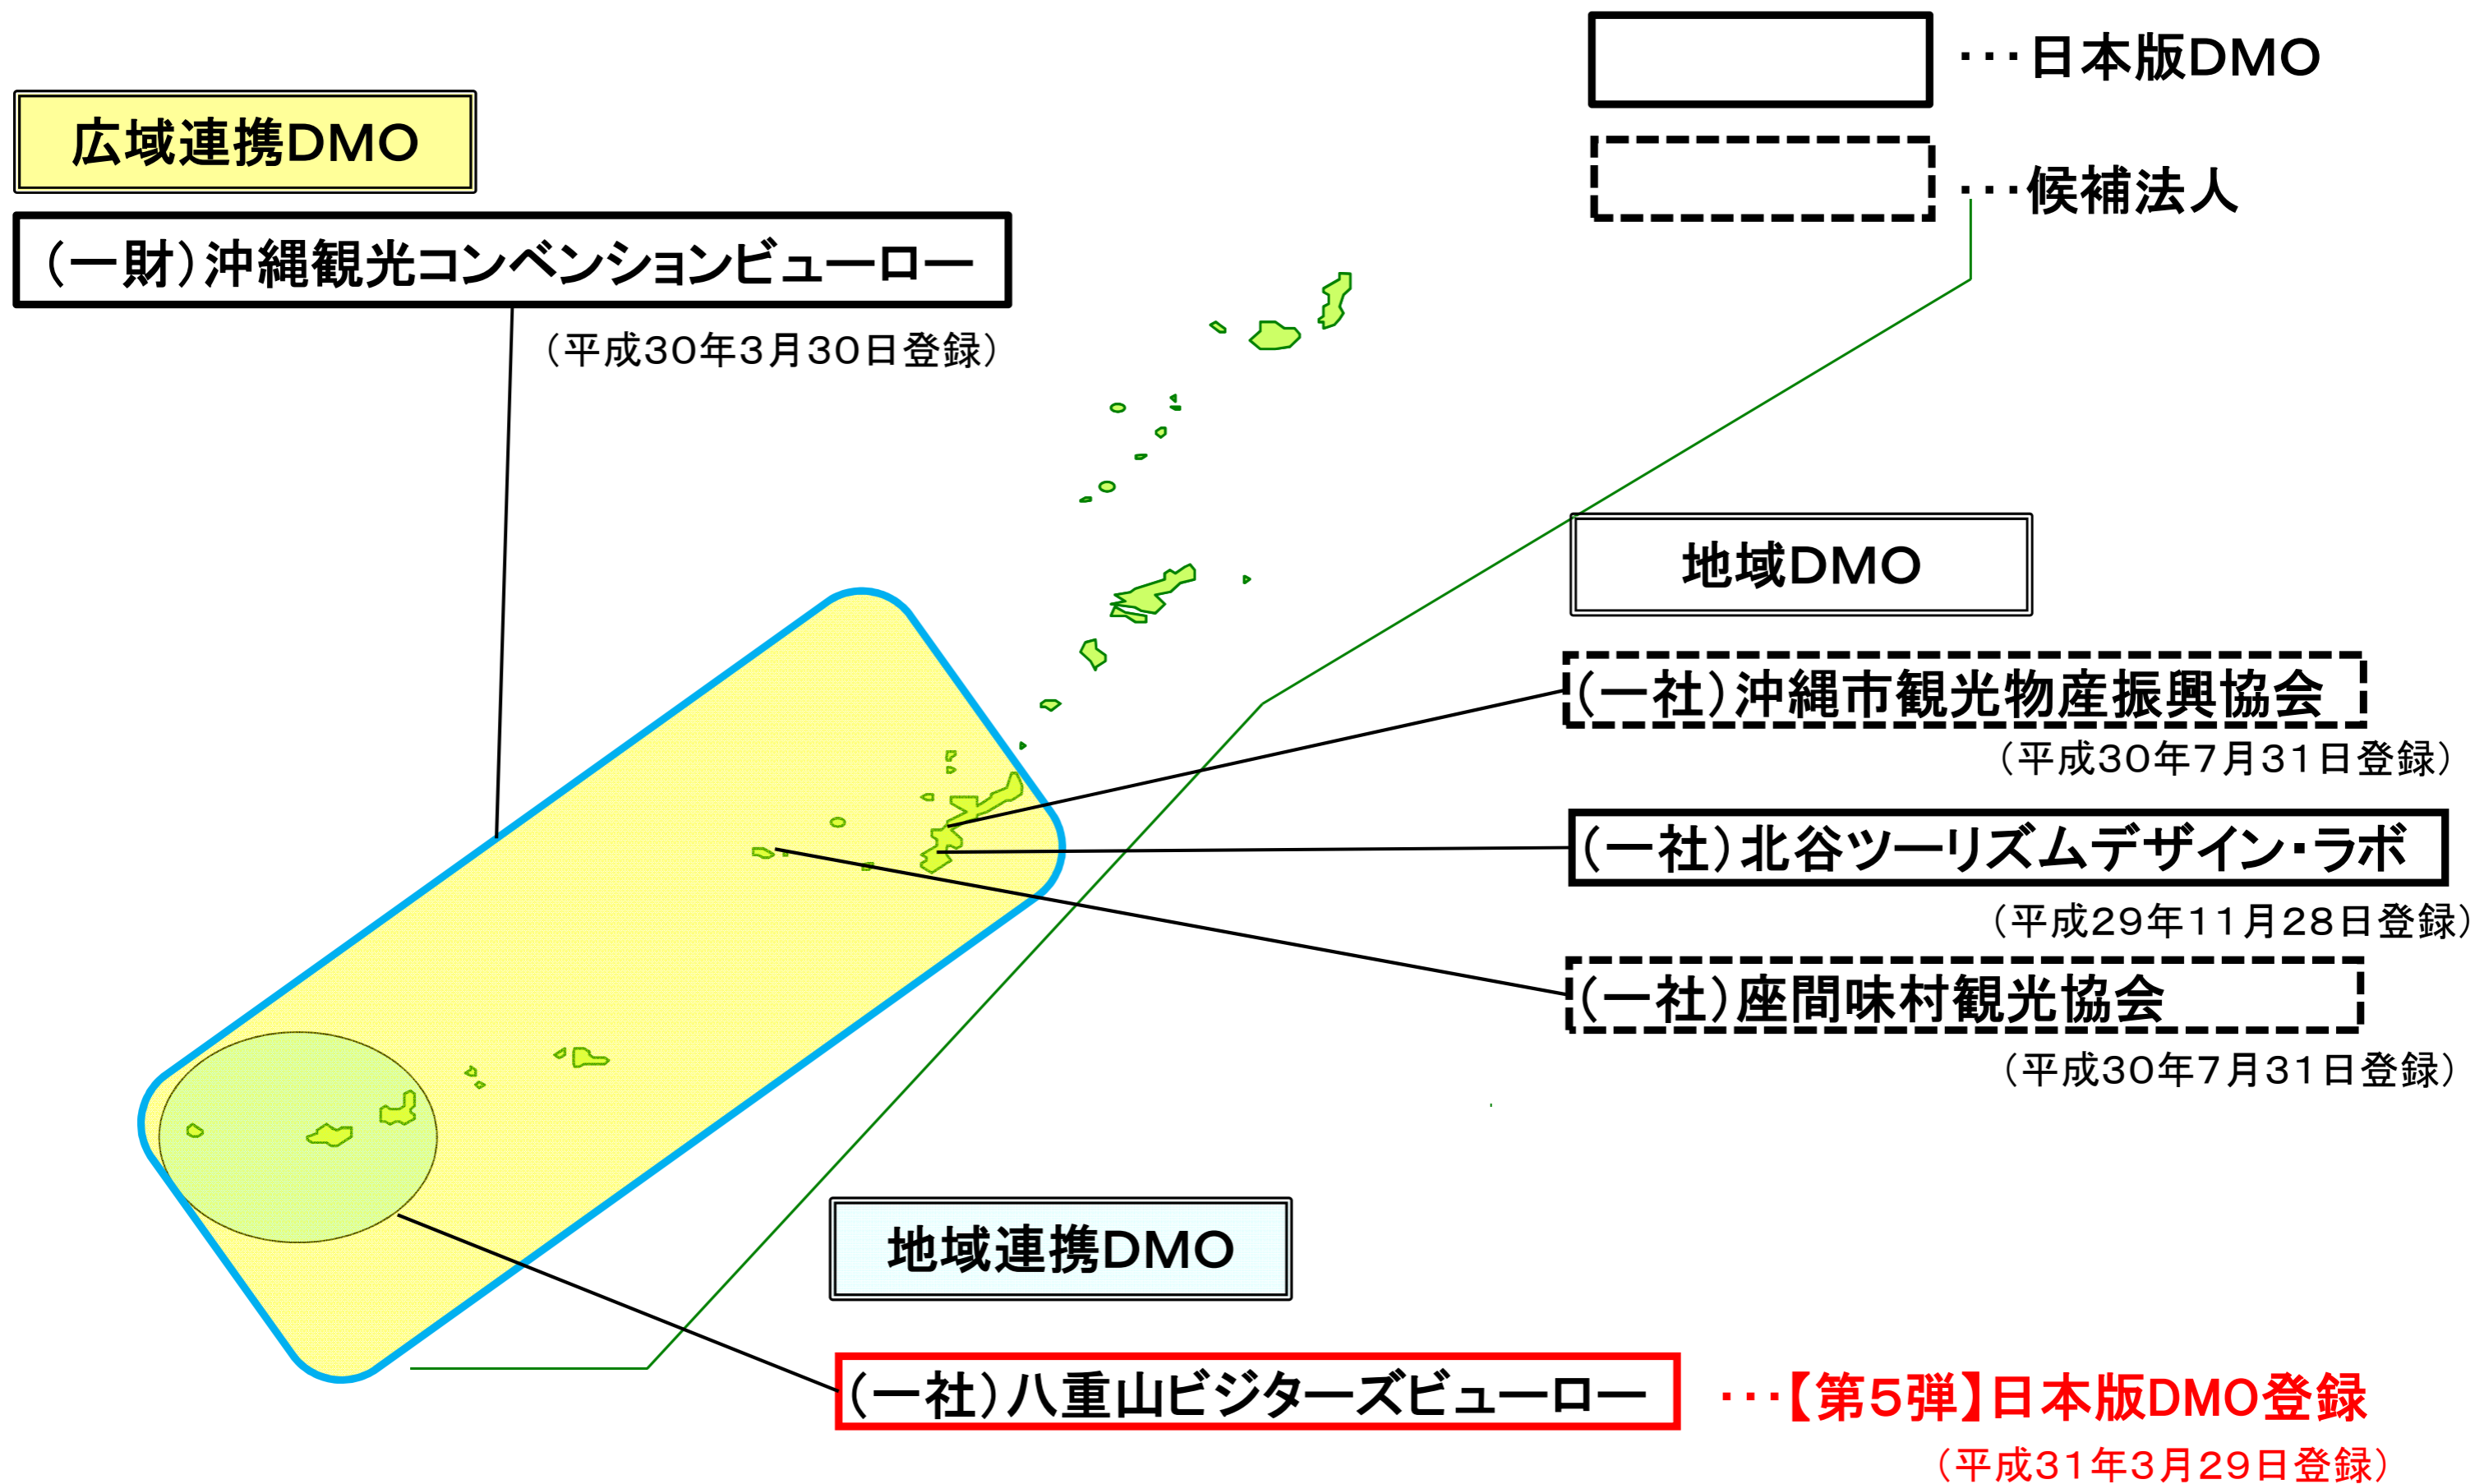 ･･･日本版DMO
･･･候補法人
広域連携DMO
（一財）沖縄観光コンベンションビューロー
（平成30年3月30日登録）
地域DMO
（一社）沖縄市観光物産振興協会
（平成30年7月31日登録）
（一社）北谷ツーリズムデザイン・ラボ
（平成29年11月28日登録）
（一社）座間味村観光協会
（平成30年7月31日登録）
地域連携DMO
（一社）八重山ビジターズビューロー ･･･【第5弾】日本版DMO登録
（平成31年3月29日登録）